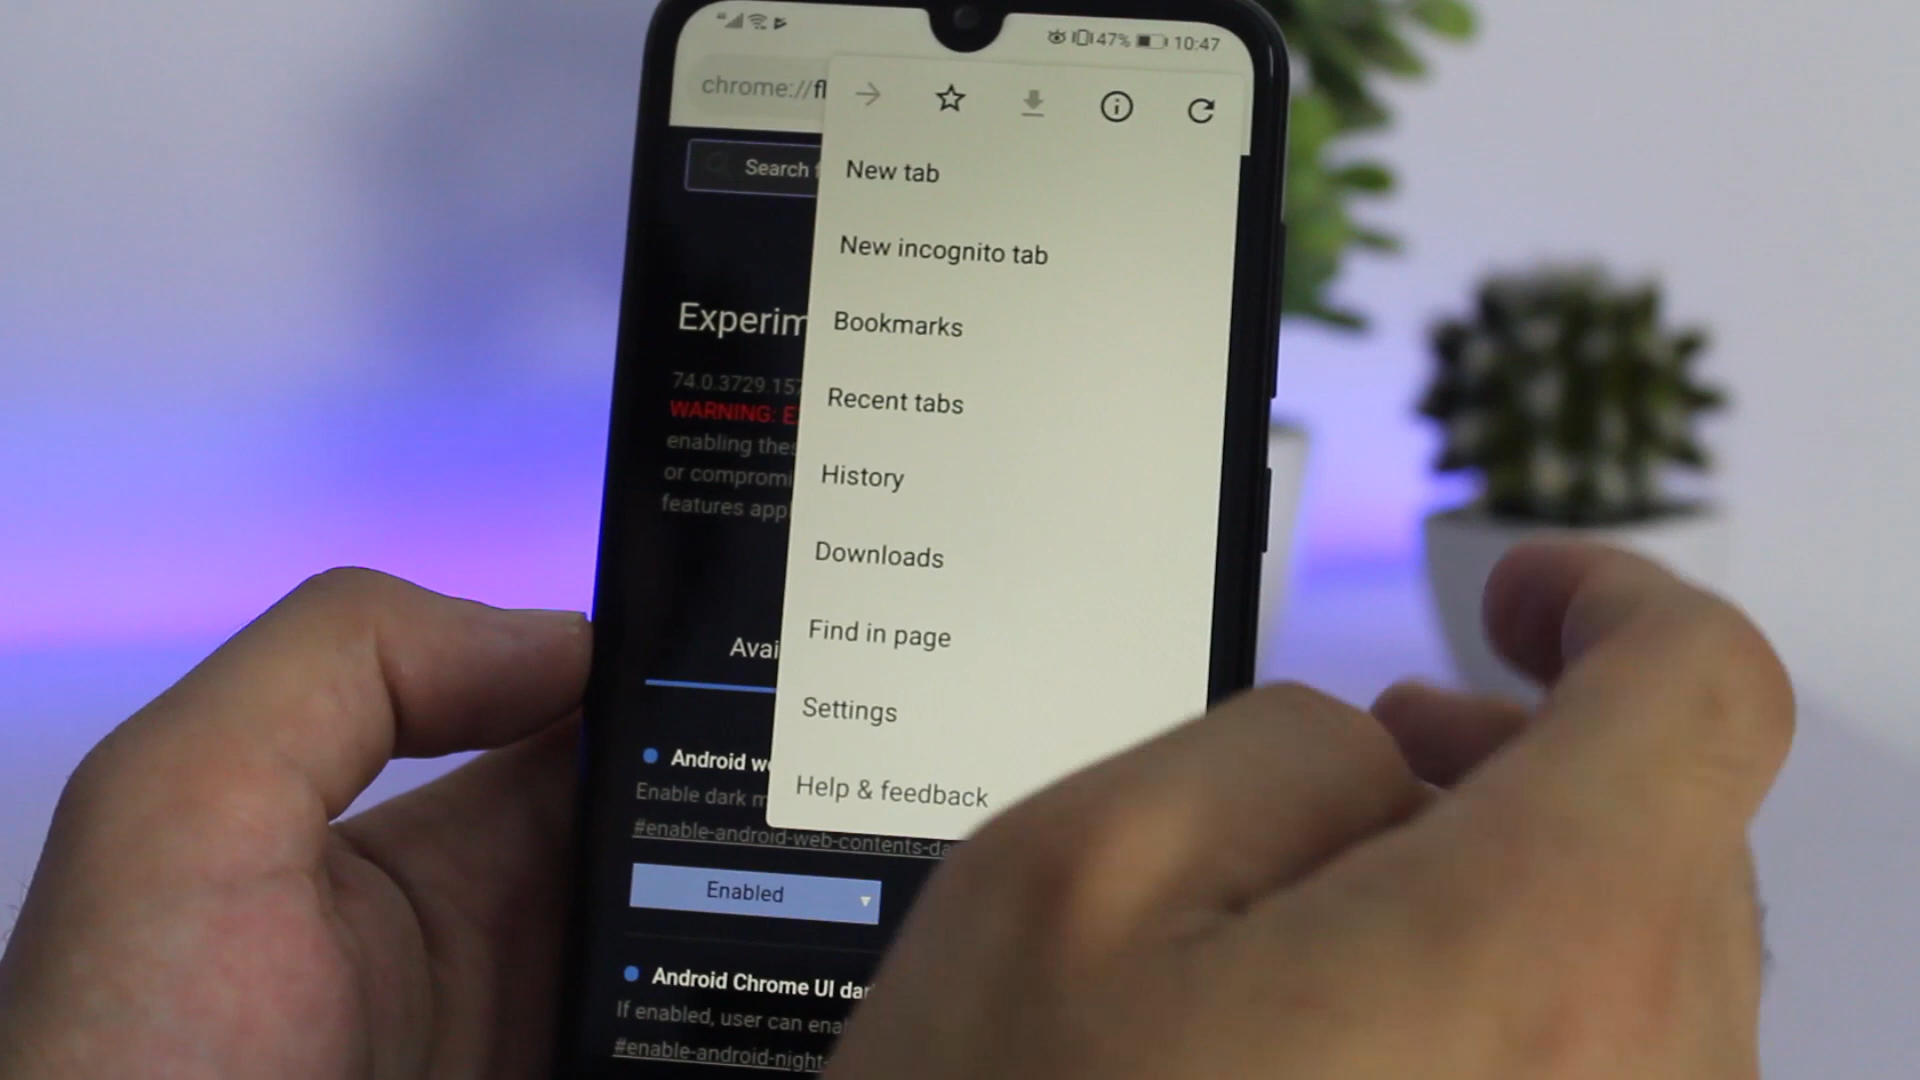 47% 10:47
chrome://fl
Search
New tab
New incognito tab
Experim
Bookmarks
74.0.3729.157
WARNING: E
Recent tabs
enabling thes
or compromi
History
features app
Downloads
Find in page
Avai
Settings
Android we
Help & feedback
Enable dark m
#enable-android-web-contents-da
Enabled
Android Chrome UI dar
If enabled, user can enab
#enable-android-night-